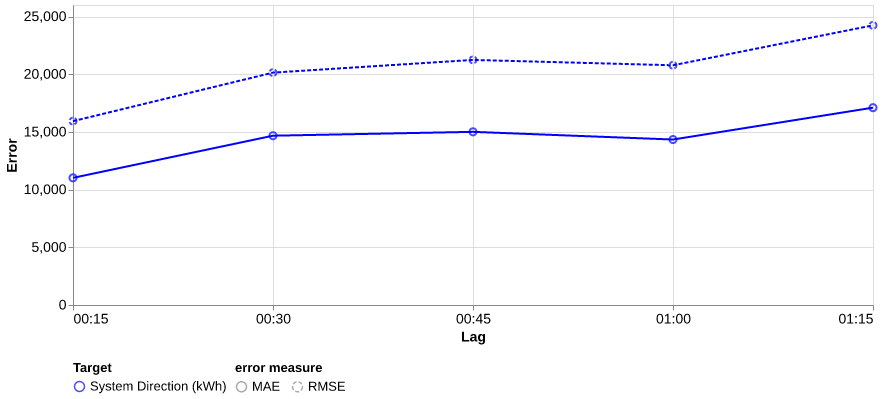 25,000
20,000
15,000
10,000
5,000
0
Error
00:15 00:30 00:45 01:00 01:15
Lag
Target error measure
System Direction (kWh) MAE RMSE